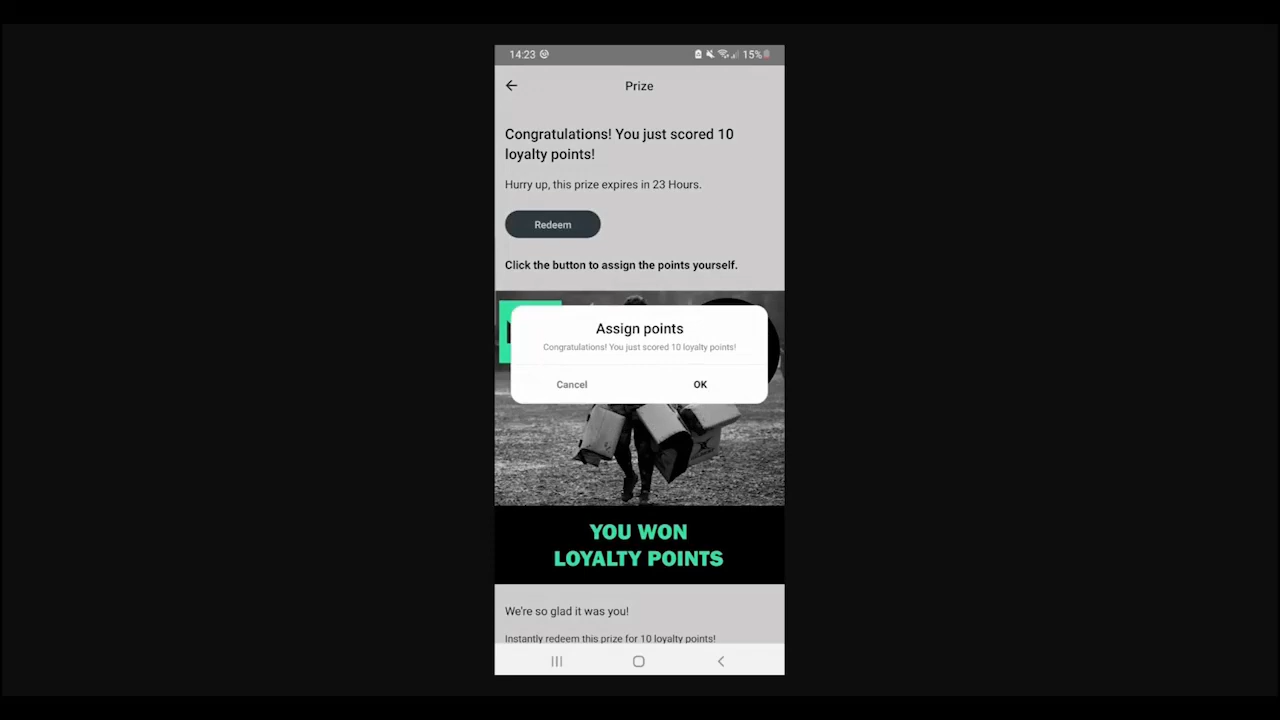 14:23
15%
Prize
Congratulations! You just scored 10
loyalty points!
Hurry up, this prize expires in 23 Hours.
Redeem
Click the button to assign the points yourself.
Assign points
Congratulations! You just scored 10 loyalty points!
Cancel
OK
YOU WON
LOYALTY POINTS
We're so glad it was you!
Instantly redeem this prize for 10 loyalty points!